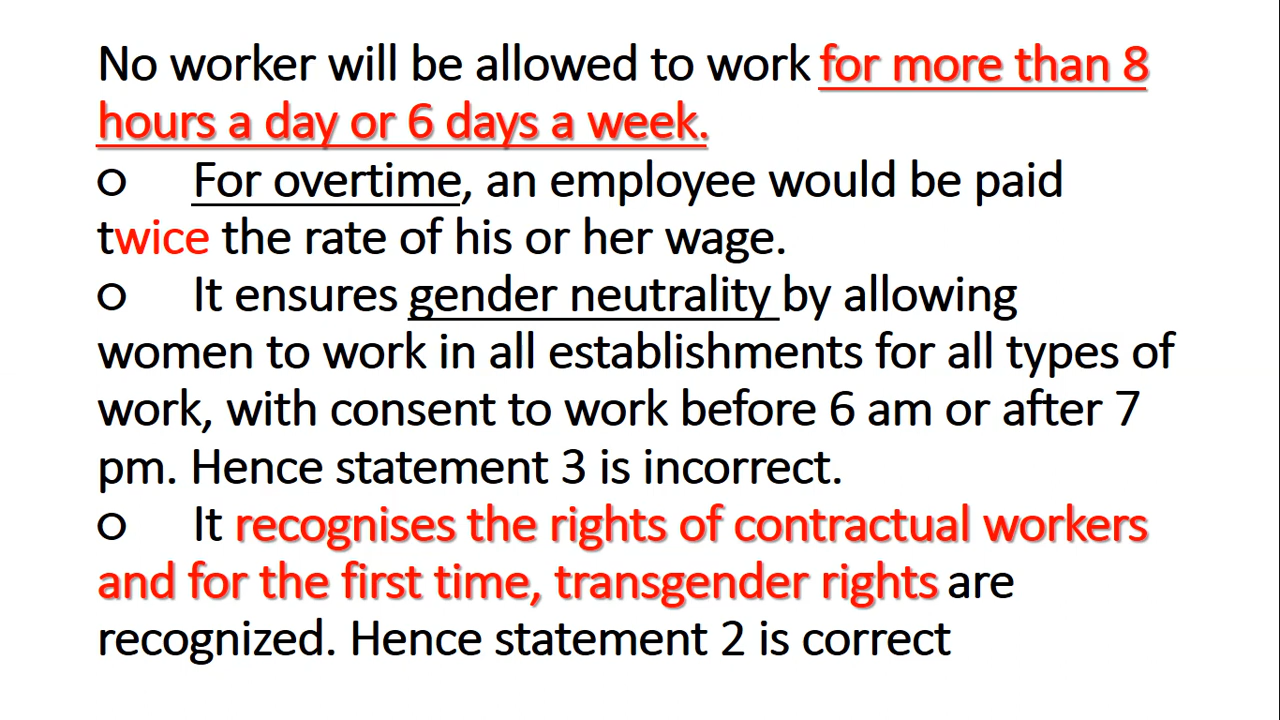 No worker will be allowed to work for more than 8
hours a day or 6 days a week.
○ For overtime, an employee would be paid
twice the rate of his or her wage.
○ It ensures gender neutrality by allowing
women to work in all establishments for all types of
work, with consent to work before 6 am or after 7
pm. Hence statement 3 is incorrect.
○ It recognises the rights of contractual workers
and for the first time, transgender rights are
recognized. Hence statement 2 is correct